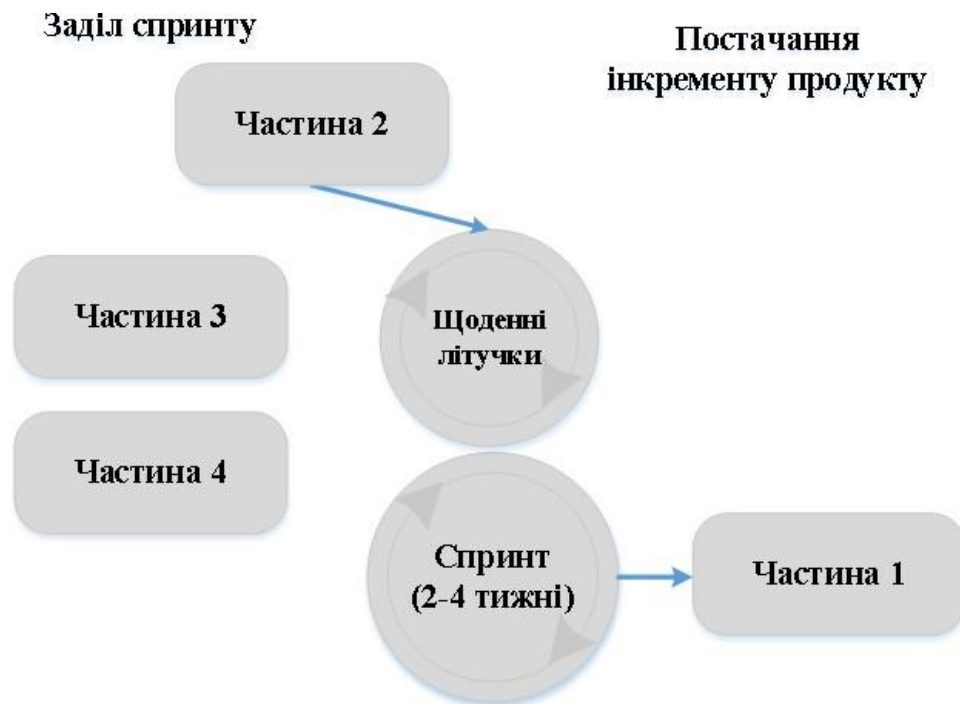 Заділ спринту
Постачання
інкременту продукту
Частина 2
Частина 3
Щоденні
літучки
Частина 4
Спринт
(2-4 тижні)
Частина 1